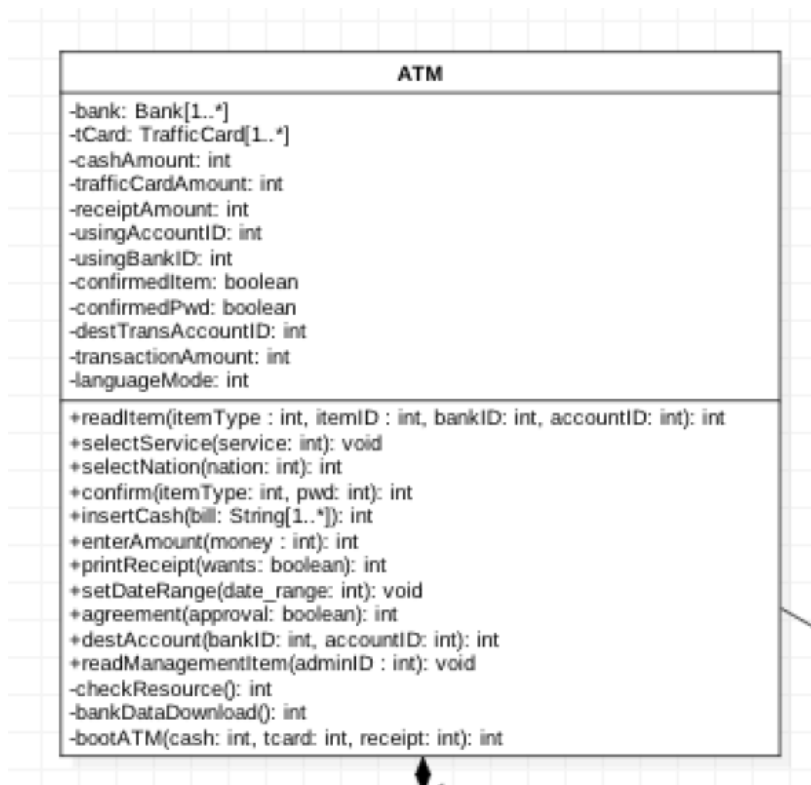 ATM
-bank: Bank[1..*]
-tCard: TrafficCard[1..*]
-cashAmount: int
-trafficCardAmount: int
-receiptAmount: int
-usingAccountID: int
-usingBankID: int
-confirmedItem: boolean
-confirmedPwd: boolean
-destTransAccountID: int
-transactionAmount: int
-languageMode: int
+readItem(itemType : int, itemID : int, bankID: int, accountID: int): int
+selectService(service: int): void
+selectNation(nation: int): int
+confirm(itemType: int, pwd: int): int
+insertCash(bill: String[1..*]): int
+enterAmount(money : int): int
+printReceipt(wants: boolean): int
+setDateRange(date_range: int): void
+agreement(approval: boolean): int
+destAccount(bankID: int, accountID: int): int
+readManagementItem(adminID : int): void
-checkResource(): int
-bankDataDownload(): int
-bootATM(cash: int, tcard: int, receipt: int): int